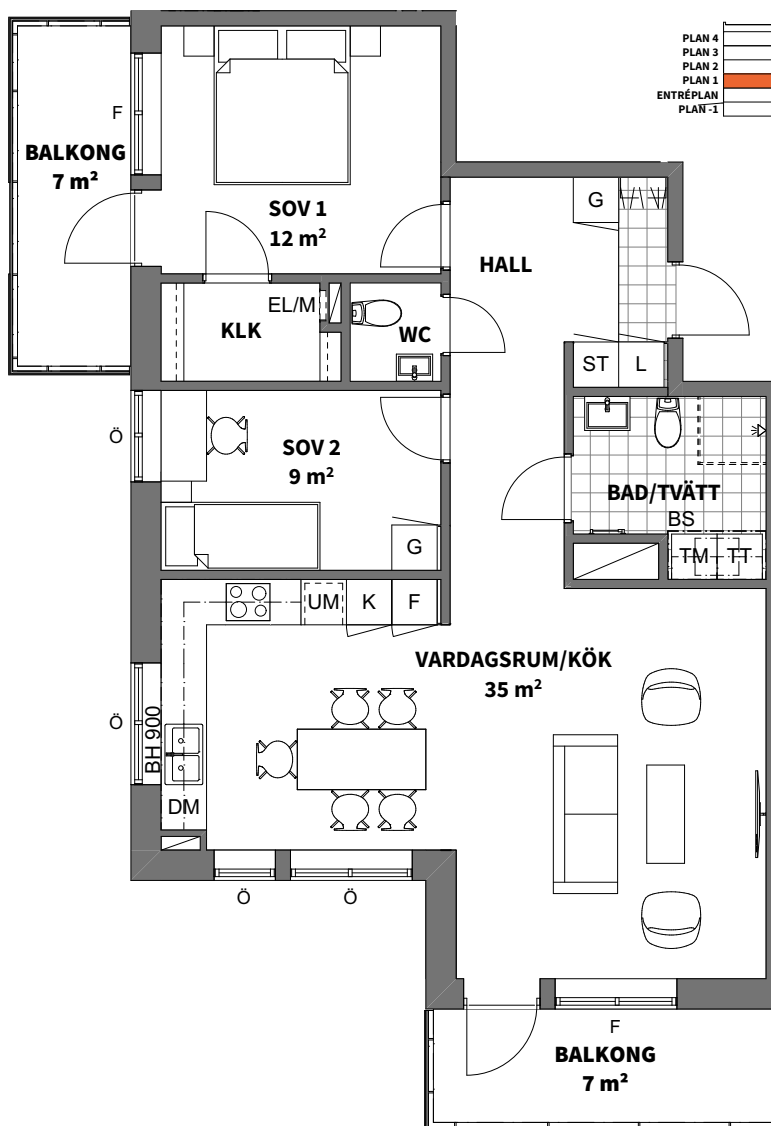 PLAN 4
PLAN 3
PLAN 2
PLAN 1
ENTRÉPLAN
PLAN -1
F
BALKONG
7 m²
SOV 1
12 m²
G
HALL
EL/M
KLK
WC
ST
L
Ö
SOV 2
9 m²
BAD/TVÄTT
BS
TM
TT
G
UM
K
F
VARDAGSRUM/KÖK
35 m²
Ö
BH 900
DM
Ö
Ö
F
BALKONG
7 m²